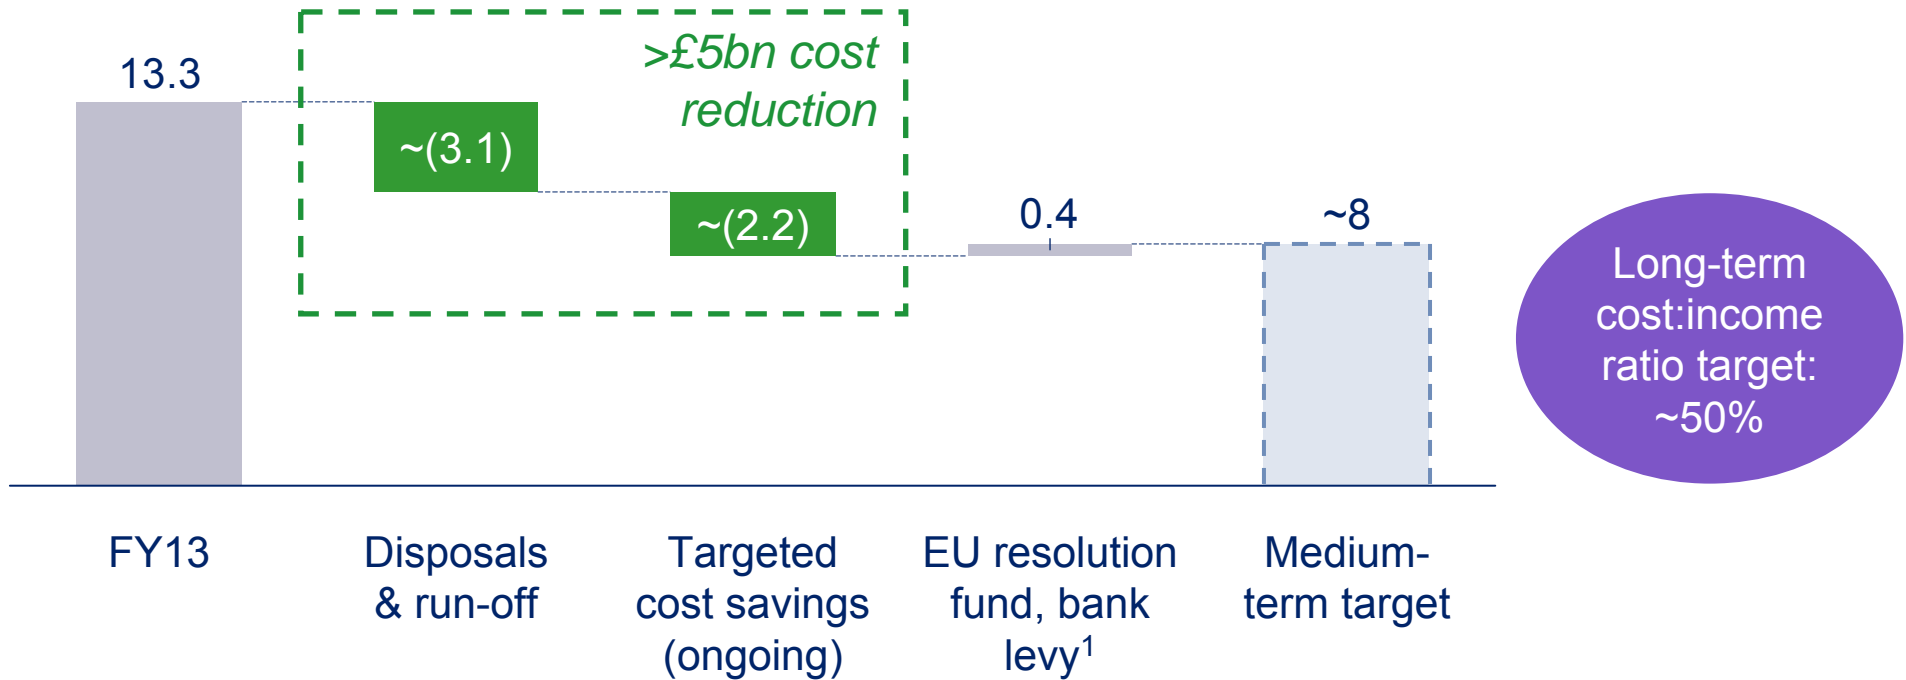 >£5bn cost
reduction
13.3
~(3.1)
~(2.2)
0.4
~8
Long-term
cost:income
ratio target:
~50%
FY13
Disposals
& run-off
Targeted
cost savings
(ongoing)
EU resolution
fund, bank
levy¹
Medium-
term target